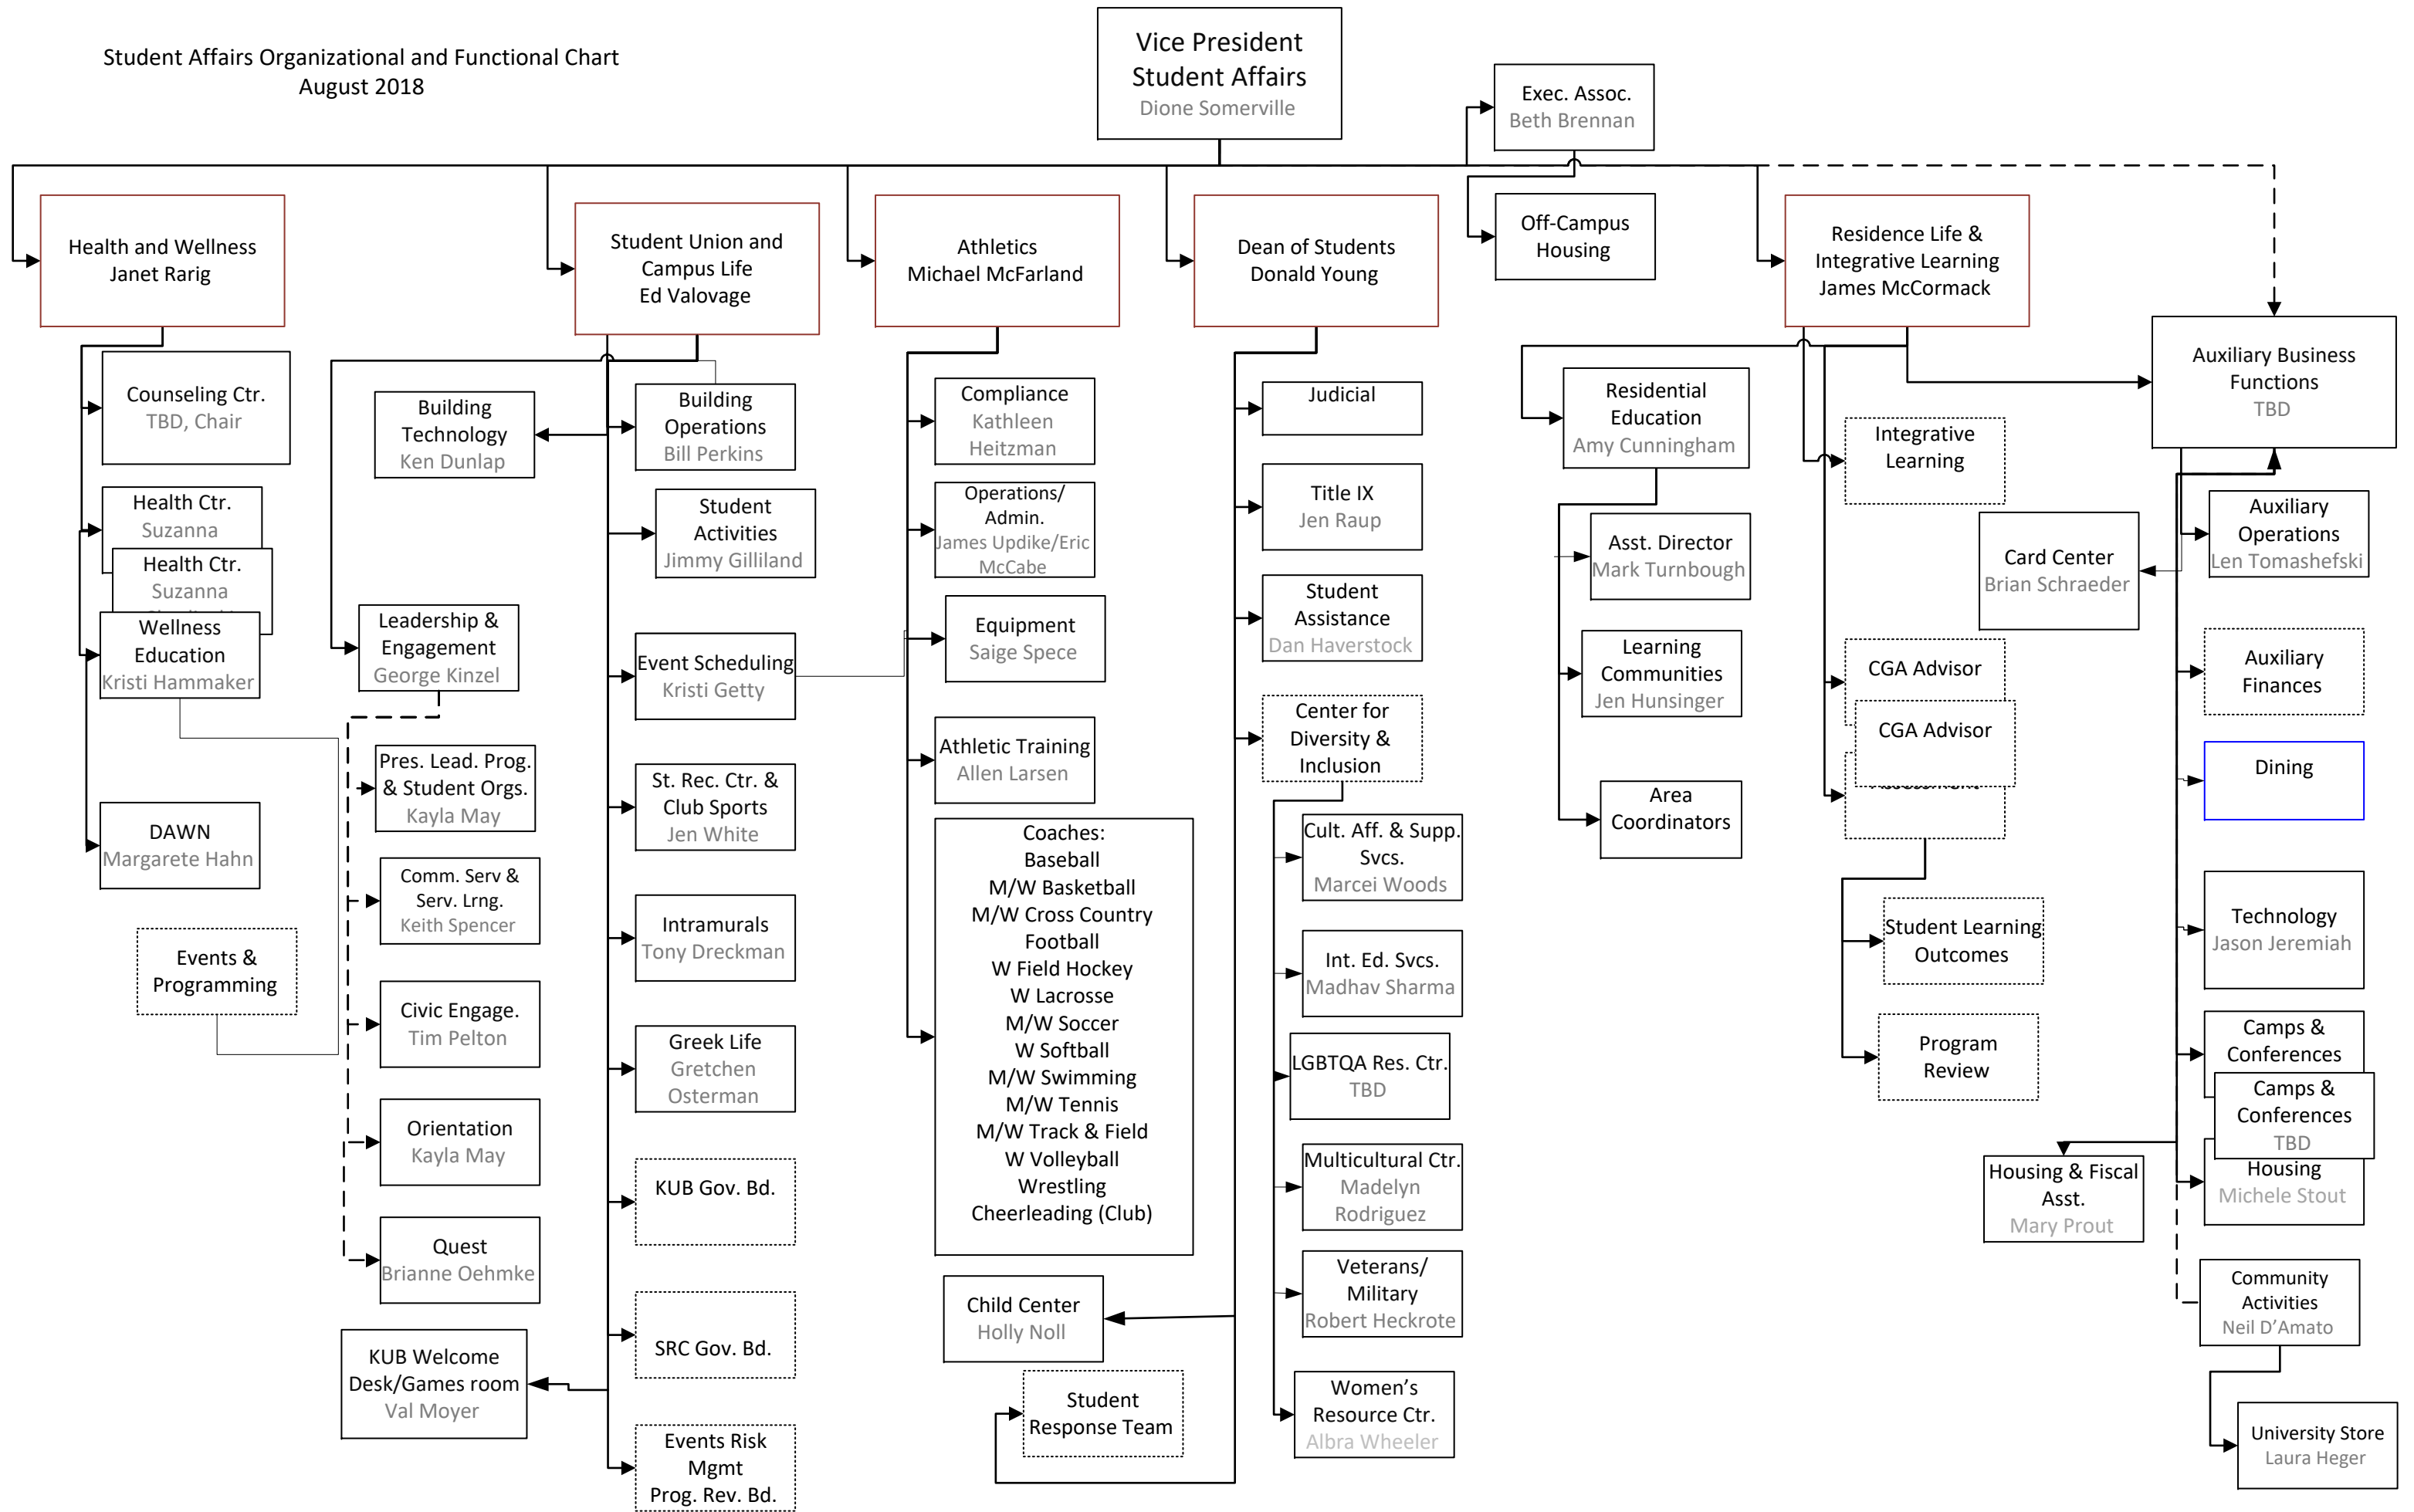 Student Affairs Organizational and Functional Chart
August 2018
Vice President
Student Affairs
Dione Somerville
Exec. Assoc.
Beth Brennan
Off-Campus
Housing
Health and Wellness
Janet Rarig
Student Union and
Campus Life
Ed Valovage
Athletics
Michael McFarland
Dean of Students
Donald Young
Residence Life &
Integrative Learning
James McCormack
Auxiliary Business
Functions
TBD
Counseling Ctr.
TBD, Chair
Health Ctr.
Suzanna
Health Ctr.
Suzanna
Wellness
Education
Kristi Hammaker
DAWN
Margarete Hahn
Events &
Programming
Building
Technology
Ken Dunlap
Leadership &
Engagement
George Kinzel
Pres. Lead. Prog.
& Student Orgs.
Kayla May
Comm. Serv &
Serv. Lrng.
Keith Spencer
Civic Engage.
Tim Pelton
Orientation
Kayla May
Quest
Brianne Oehmke
KUB Welcome
Desk/Games room
Val Moyer
Building
Operations
Bill Perkins
Student
Activities
Jimmy Gilliland
Event Scheduling
Kristi Getty
St. Rec. Ctr. &
Club Sports
Jen White
Intramurals
Tony Dreckman
Greek Life
Gretchen
Osterman
KUB Gov. Bd.
SRC Gov. Bd.
Events Risk
Mgmt
Prog. Rev. Bd.
Compliance
Kathleen
Heitzman
Operations/
Admin.
James Updike/Eric
McCabe
Equipment
Saige Spece
Athletic Training
Allen Larsen
Coaches:
Baseball
M/W Basketball
M/W Cross Country
Football
W Field Hockey
W Lacrosse
M/W Soccer
W Softball
M/W Swimming
M/W Tennis
M/W Track & Field
W Volleyball
Wrestling
Cheerleading (Club)
Child Center
Holly Noll
Student
Response Team
Judicial
Title IX
Jen Raup
Student
Assistance
Dan Haverstock
Center for
Diversity &
Inclusion
Cult. Aff. & Supp.
Svcs.
Marcei Woods
Int. Ed. Svcs.
Madhav Sharma
LGBTQA Res. Ctr.
TBD
Multicultural Ctr.
Madelyn
Rodriguez
Veterans/
Military
Robert Heckrote
Women's
Resource Ctr.
Albra Wheeler
Residential
Education
Amy Cunningham
Asst. Director
Mark Turnbough
Learning
Communities
Jen Hunsinger
Area
Coordinators
Integrative
Learning
CGA Advisor
CGA Advisor
Student Learning
Outcomes
Program
Review
Card Center
Brian Schraeder
Auxiliary
Operations
Len Tomashefski
Auxiliary
Finances
Dining
Technology
Jason Jeremiah
Camps &
Conferences
Camps &
Conferences
TBD
Housing
Michele Stout
Housing & Fiscal
Asst.
Mary Prout
Community
Activities
Neil D'Amato
University Store
Laura Heger